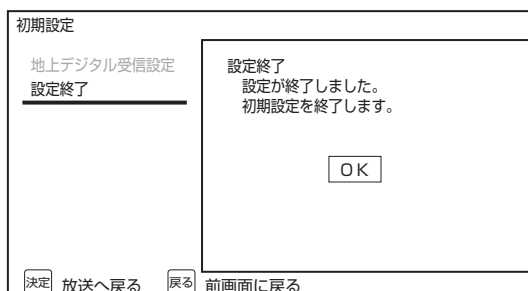 初期設定
地上デジタル受信設定
設定終了
設定終了
設定が終了しました。
初期設定を終了します。
OK
決定 放送へ戻る 戻る 前画面に戻る